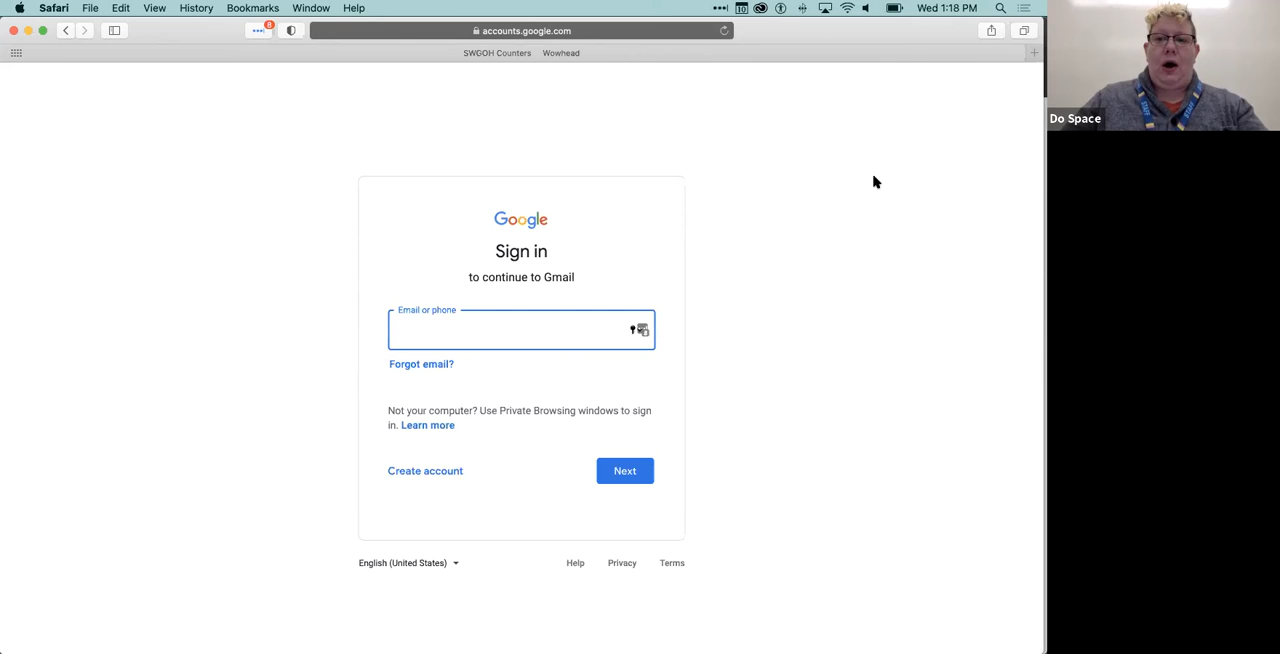 Safari File Edit View History Bookmarks Window Help
10 Wed 1:18 PM
8 accounts.google.com
SWGOH Counters Wowhead
Do Space
Google
Sign in
to continue to Gmail
Email or phone
Forgot email?
Not your computer? Use Private Browsing windows to sign
in. Learn more
Create account Next
English (United States) Help Privacy Terms